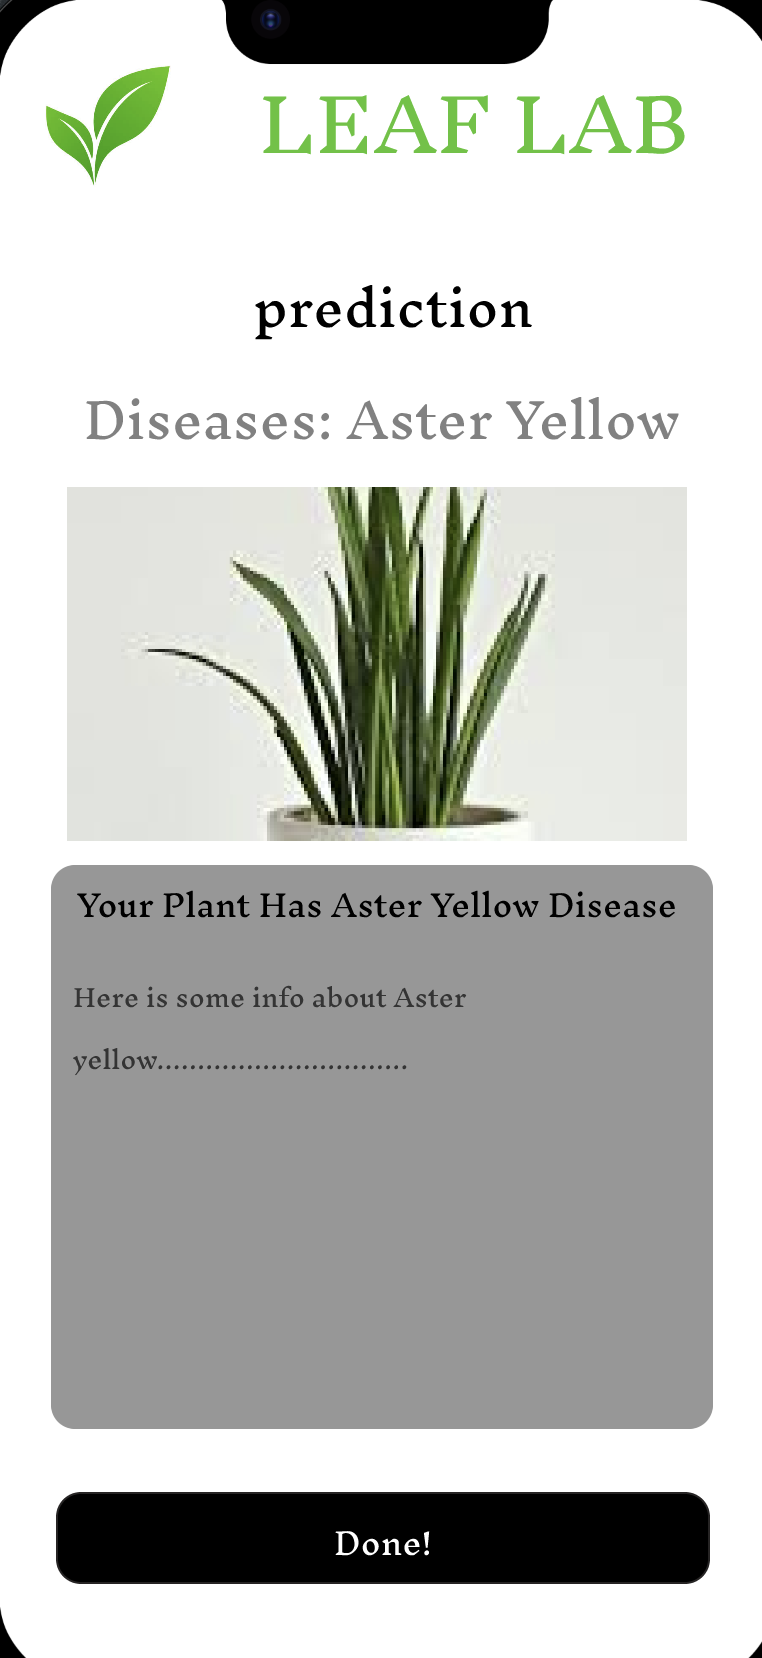 LEAF LAB
prediction
Diseases: Aster Yellow
Your Plant Has Aster Yellow Disease
Here is some info about Aster
yellow...............................
Done!